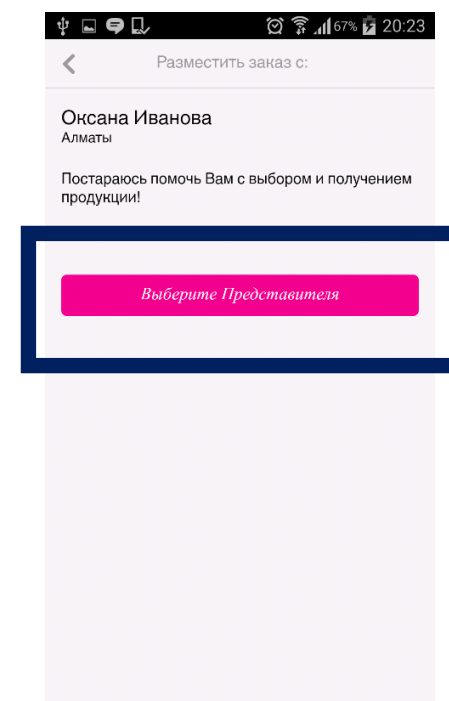 67% 20:23
Разместить заказ с:
Оксана Иванова
Алматы
Постараюсь помочь Вам с выбором и получением
продукции!
Выберите Представителя